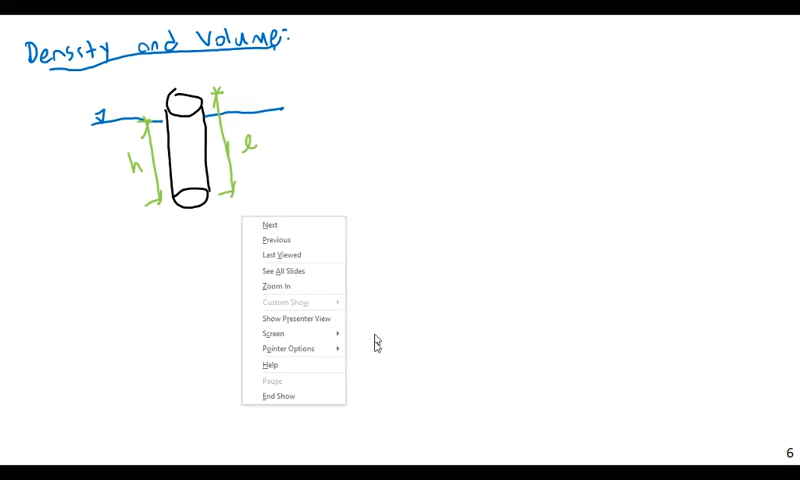 Density and Volume:
h
l
Next
Previous
Last Viewed
See All Slides
Zoom In
Custom Show
Show Presenter View
Screen
Pointer Options
Help
Pause
End Show
6